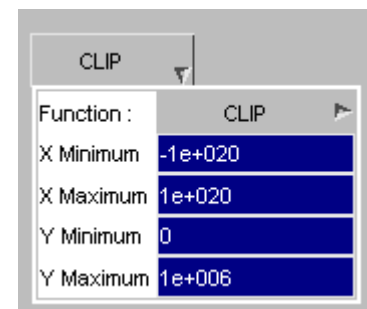 CLIP
Function : CLIP
X Minimum -1e+020
X Maximum 1e+020
Y Minimum 0
Y Maximum 1e+006